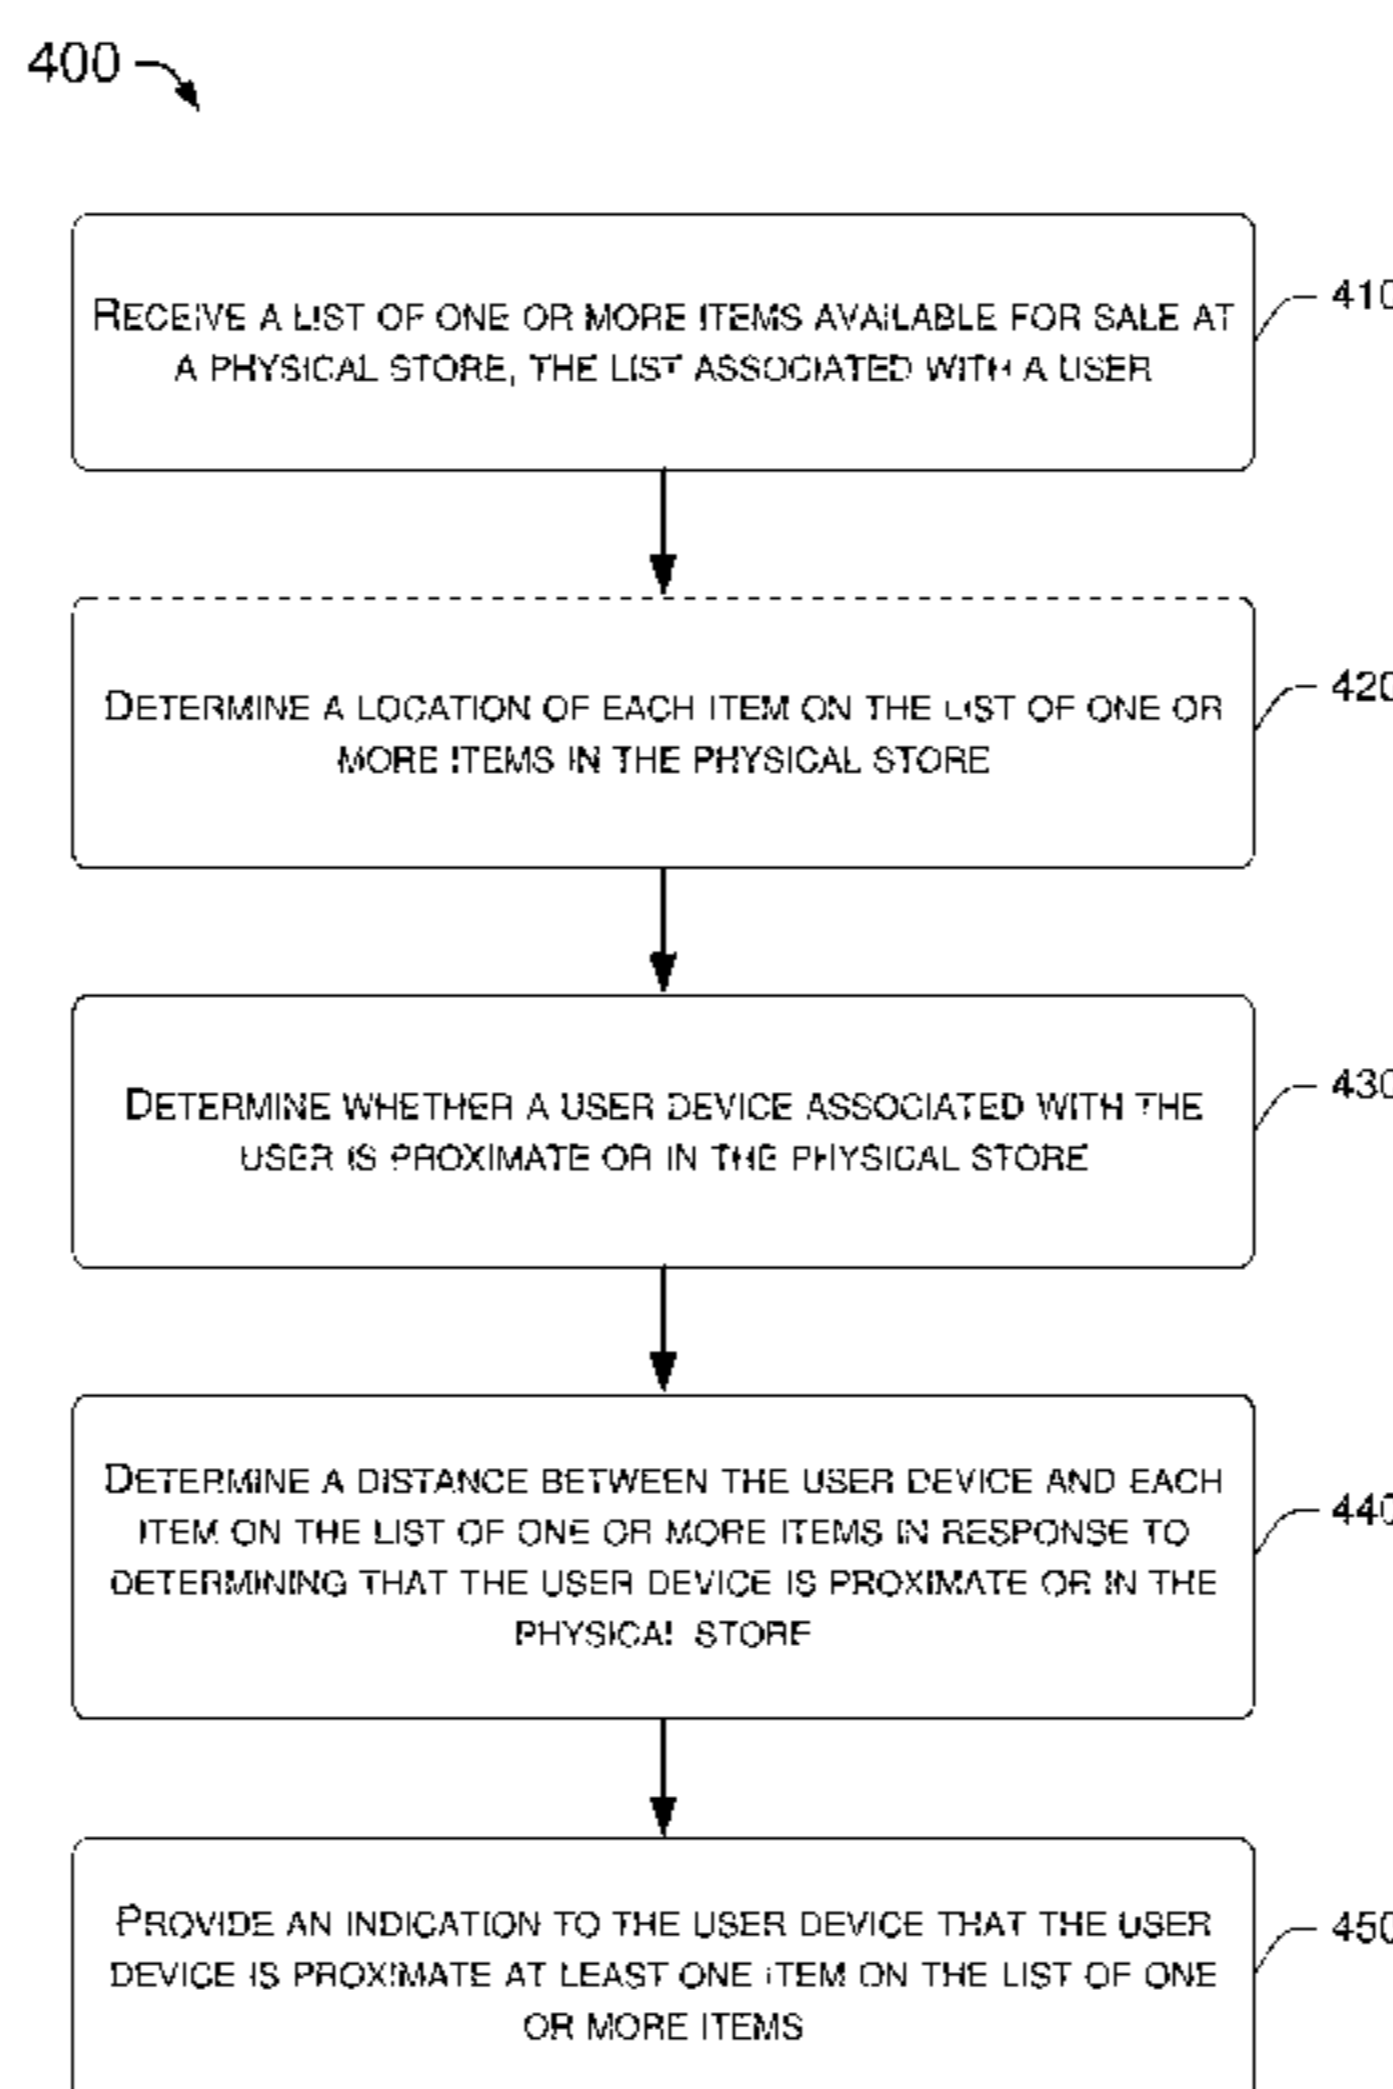 400
RECEIVE A LIST OF ONE OR MORE ITEMS AVAILABLE FOR SALE AT
A PHYSICAL STORE, THE LIST ASSOCIATED WITH A USER
410
DETERMINE A LOCATION OF EACH ITEM ON THE LIST OF ONE OR
MORE ITEMS IN THE PHYSICAL STORE
420
DETERMINE WHETHER A USER DEVICE ASSOCIATED WITH THE
USER IS PROXIMATE OR IN THE PHYSICAL STORE
430
DETERMINE A DISTANCE BETWEEN THE USER DEVICE AND EACH
ITEM ON THE LIST OF ONE OR MORE ITEMS IN RESPONSE TO
DETERMINING THAT THE USER DEVICE IS PROXIMATE OR IN THE
PHYSICAL STORE
440
PROVIDE AN INDICATION TO THE USER DEVICE THAT THE USER
DEVICE IS PROXIMATE AT LEAST ONE ITEM ON THE LIST OF ONE
OR MORE ITEMS
450